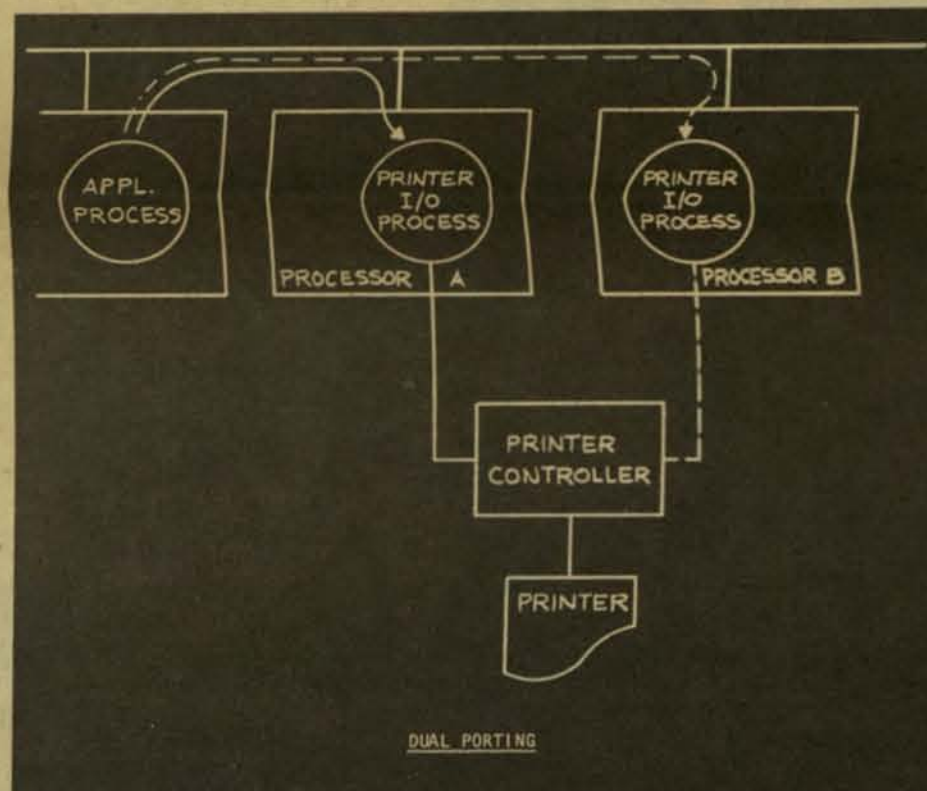 APPL.
PROCESS
PRINTER
I/O
PROCESS
PROCESSOR A
PRINTER
I/O
PROCESS
PROCESSOR B
PRINTER
CONTROLLER
PRINTER
DUAL PORTING